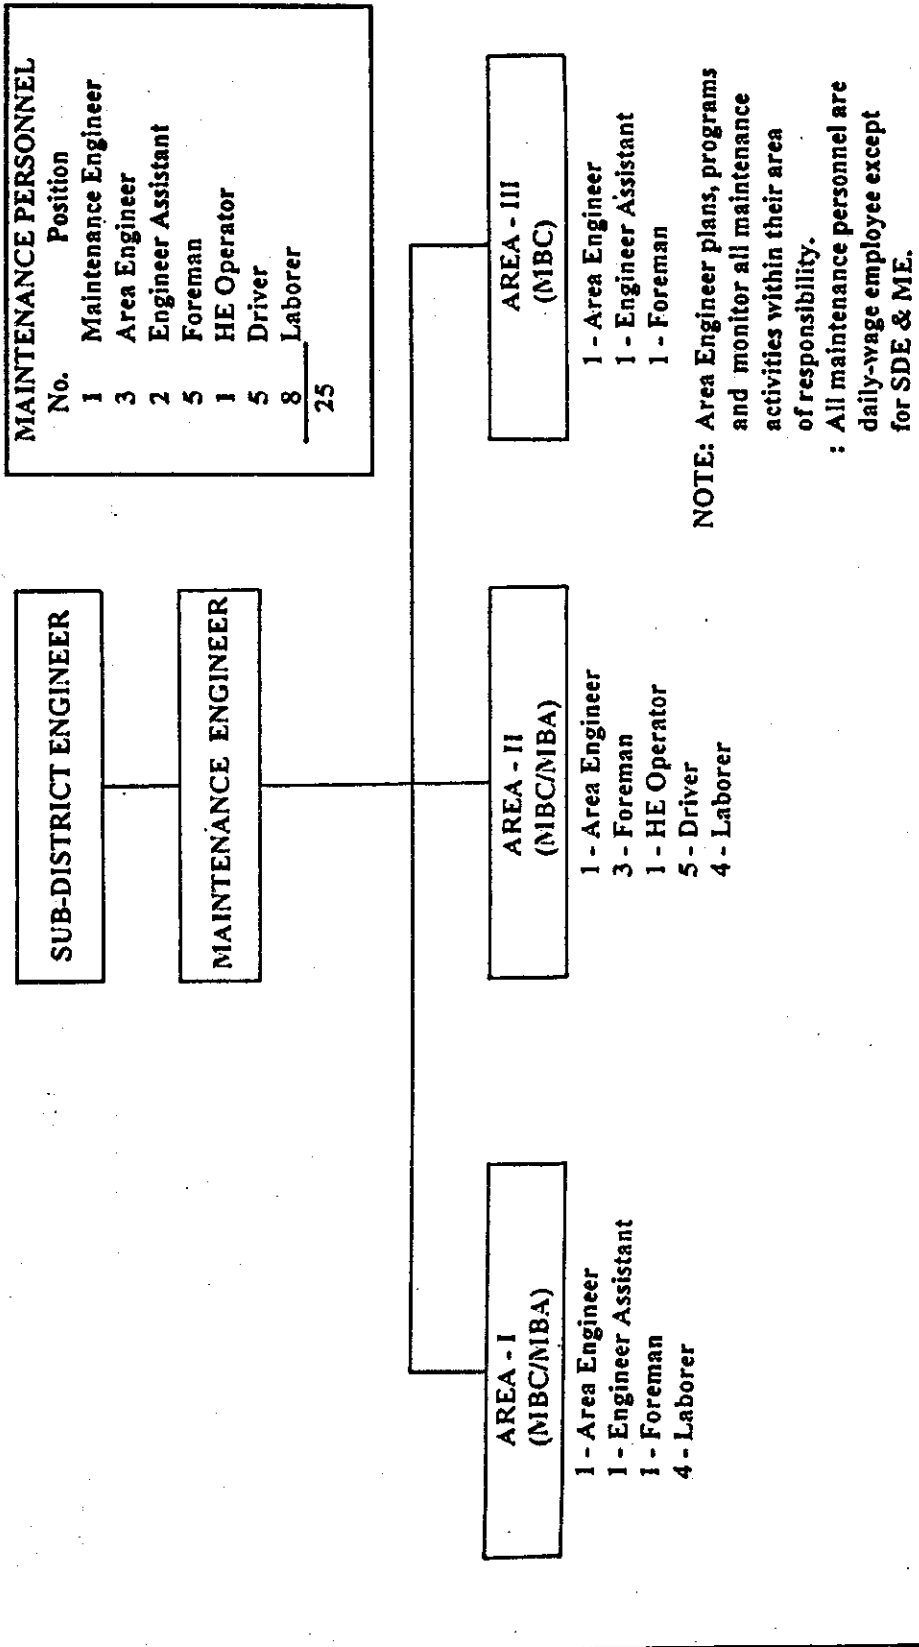 SUB-DISTRICT ENGINEER
MAINTENANCE ENGINEER
MAINTENANCE PERSONNEL
No. Position
1 Maintenance Engineer
3 Area Engineer
2 Engineer Assistant
5 Foreman
1 HE Operator
5 Driver
8 Laborer
25
AREA - I
(MBC/MBA)
1 - Area Engineer
1 - Engineer Assistant
1 - Foreman
4 - Laborer
AREA - II
(MBC/MBA)
1 - Area Engineer
3 - Foreman
1 - HE Operator
5 - Driver
4 - Laborer
AREA - III
(MBC)
1 - Area Engineer
1 - Engineer Assistant
1 - Foreman
NOTE: Area Engineer plans, programs
and monitor all maintenance
activities within their area
of responsibility.
: All maintenance personnel are
daily-wage employee except
for SDE & ME.